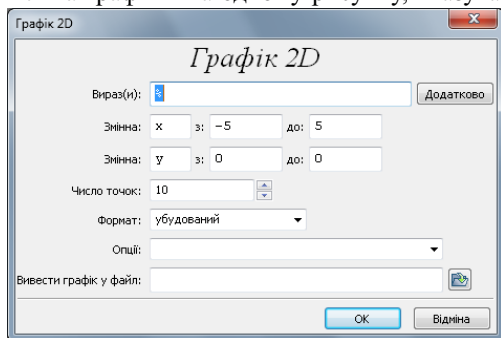 Графік 2D
Графік 2D
Вираз(и): % Додатково
Змінна: x з: -5 до: 5
Змінна: y з: 0 до: 0
Число точок: 10
Формат: убудований
Опції:
Вивести графік у файл:
OK Відміна